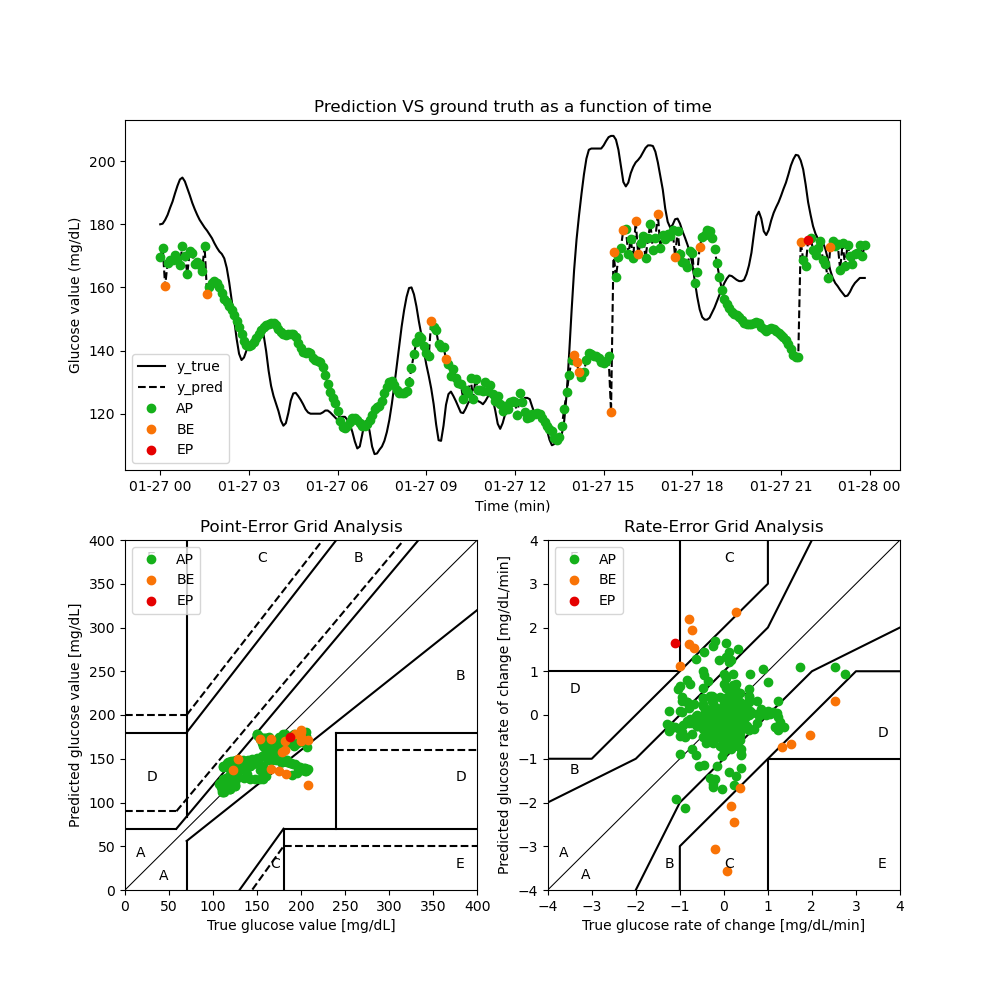 Prediction VS ground truth as a function of time
Glucose value (mg/dL)
200
180
160
140
120
y_true
y_pred
AP
BE
EP
01-27 00 01-27 03 01-27 06 01-27 09 01-27 12 01-27 15 01-27 18 01-27 21 01-28 00
Time (min)
Point-Error Grid Analysis
Predicted glucose value [mg/dL]
400
350
300
250
200
150
100
50
0
AP
BE
EP
C
B
B
D
D
A
A
C
E
0 50 100 150 200 250 300 350 400
True glucose value [mg/dL]
Rate-Error Grid Analysis
Predicted glucose rate of change [mg/dL/min]
4
3
2
1
0
−1
−2
−3
−4
AP
BE
EP
C
D
D
B
A
A
B
C
E
−4 −3 −2 −1 0 1 2 3 4
True glucose rate of change [mg/dL/min]